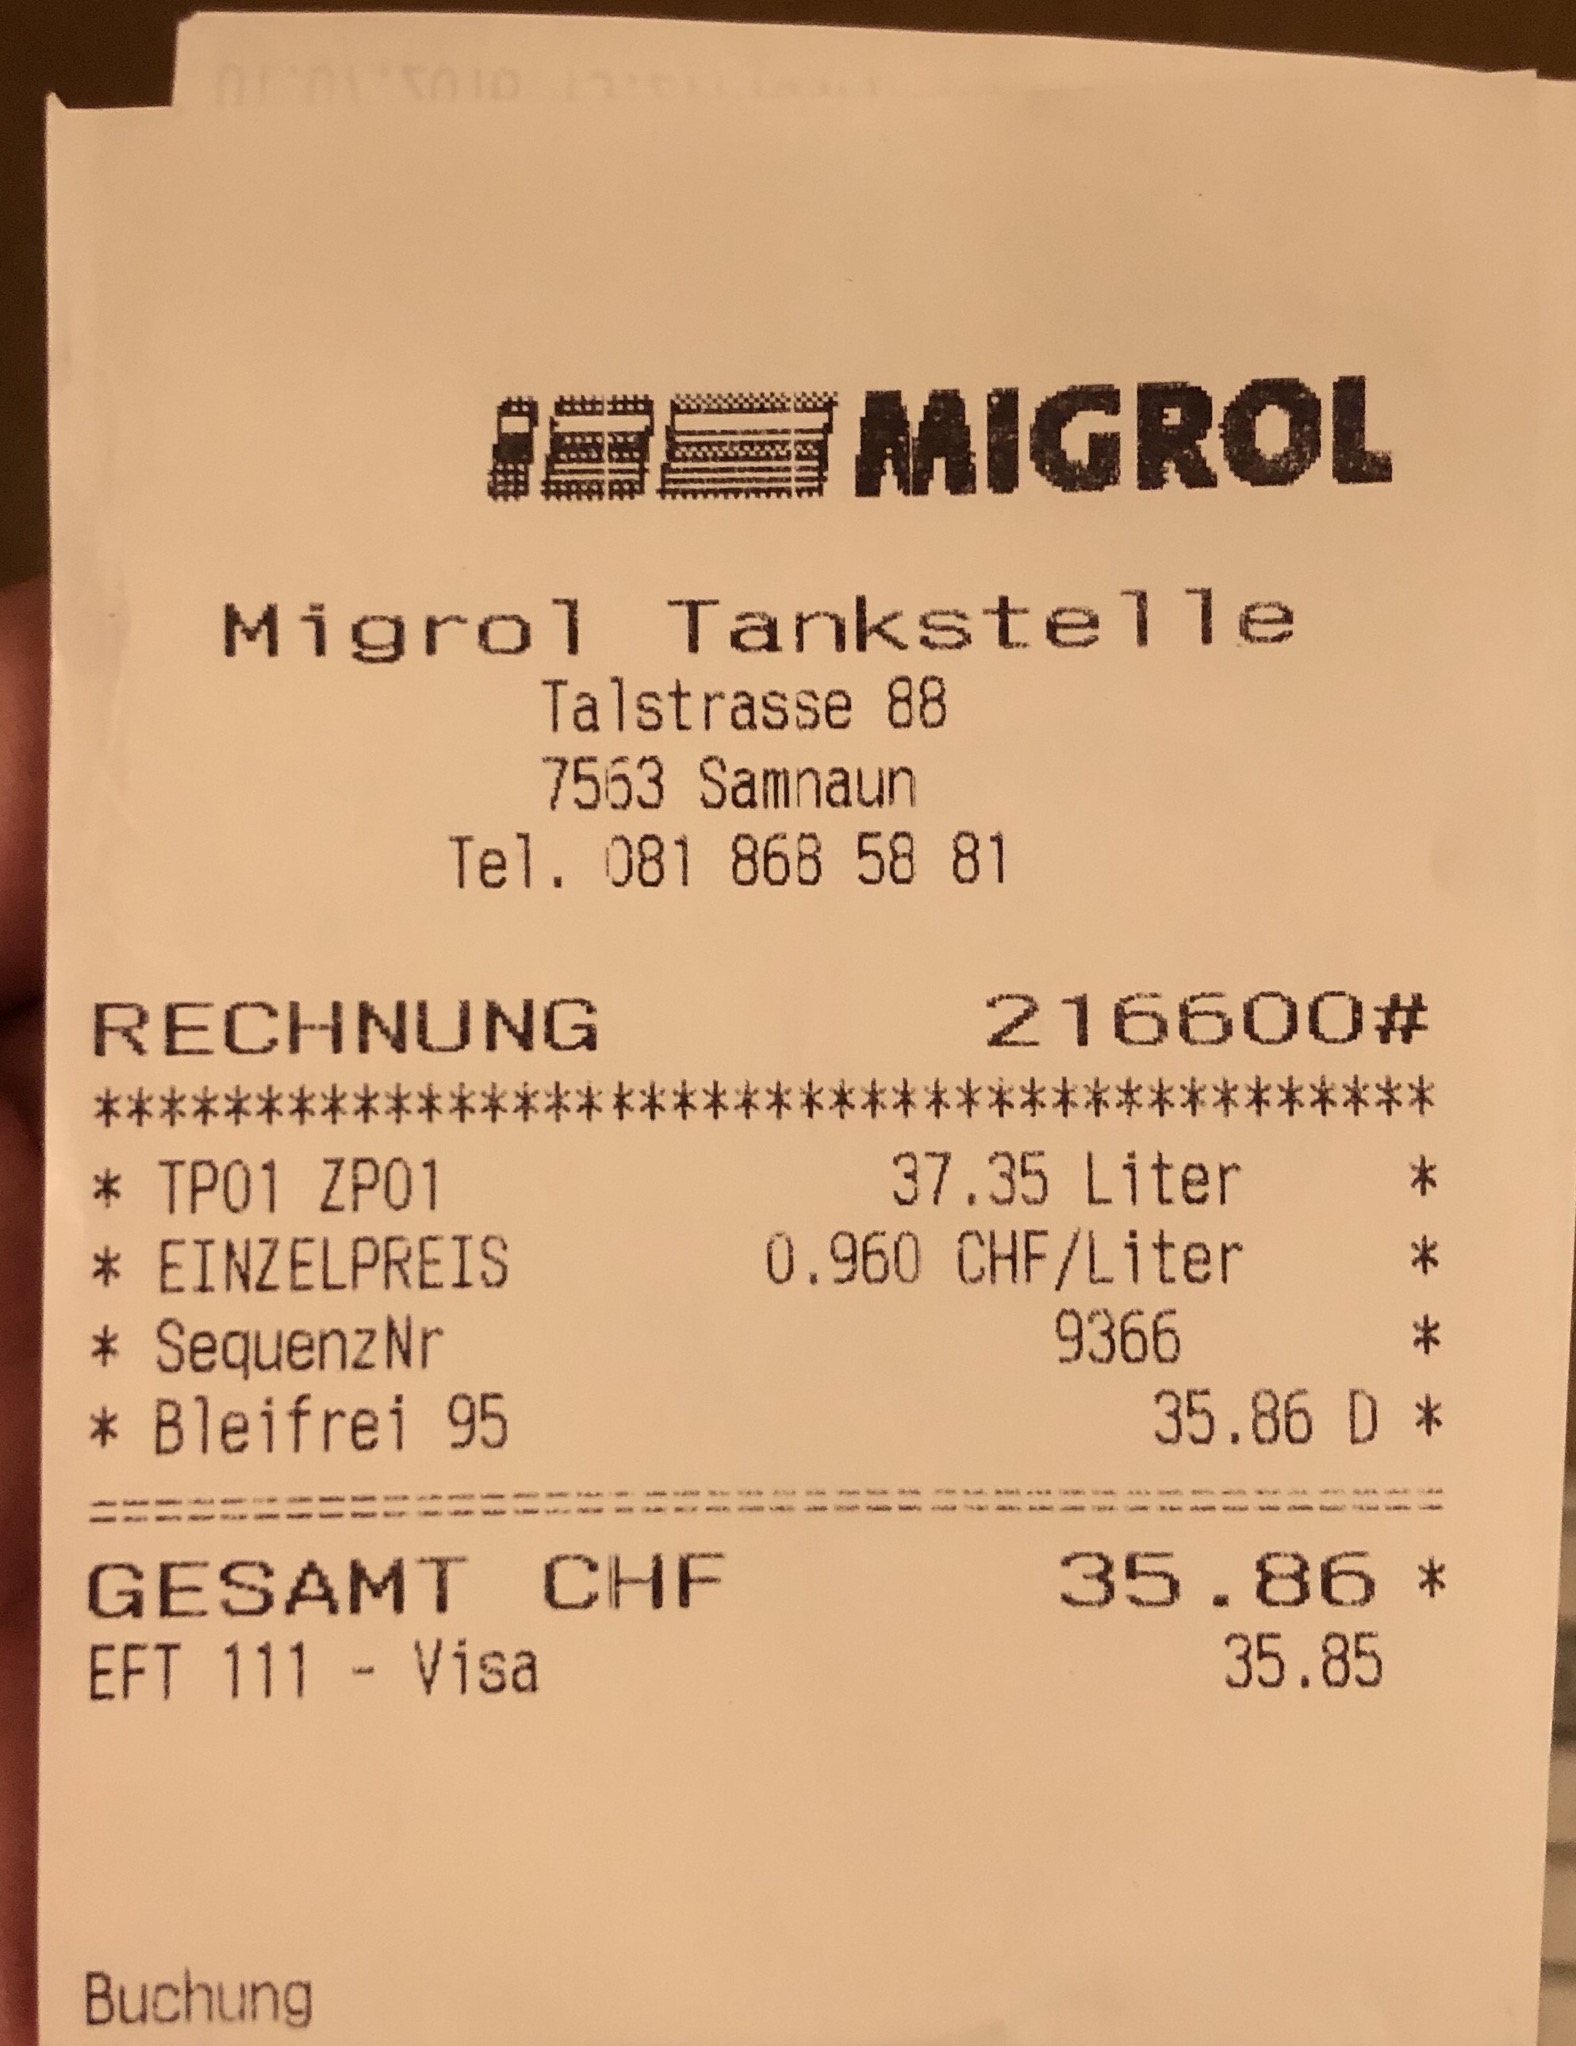 MIGROL
Migrol Tankstelle
Talstrasse 88
7563 Samnaun
Tel. 081 868 58 81
RECHNUNG 216600#
******************************************
* TP01 ZP01 37.35 Liter *
* EINZELPREIS 0.960 CHF/Liter *
* SequenzNr 9366 *
* Bleifrei 95 35.86 D *
==========================================
GESAMT CHF 35.86 *
EFT 111 - Visa 35.85
Buchung